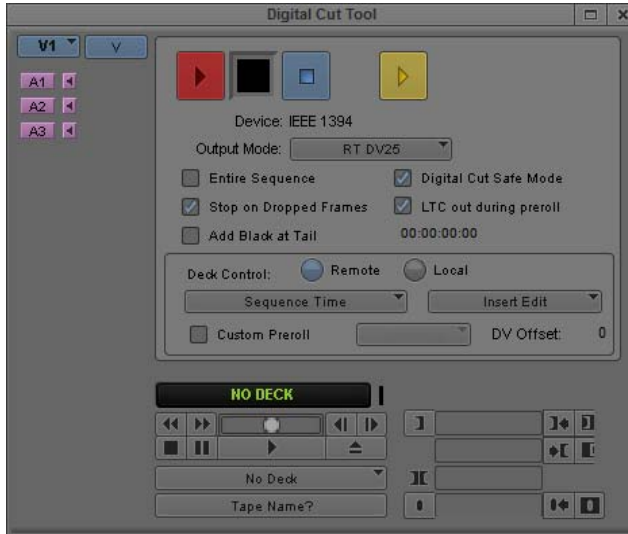 Digital Cut Tool
V1 V
A1
A2
A3
Device: IEEE 1394
Output Mode: RT DV25
Entire Sequence
Digital Cut Safe Mode
Stop on Dropped Frames
LTC out during preroll
Add Black at Tail
00:00:00:00
Deck Control: Remote Local
Sequence Time
Insert Edit
Custom Preroll
DV Offset: 0
NO DECK
No Deck
Tape Name?